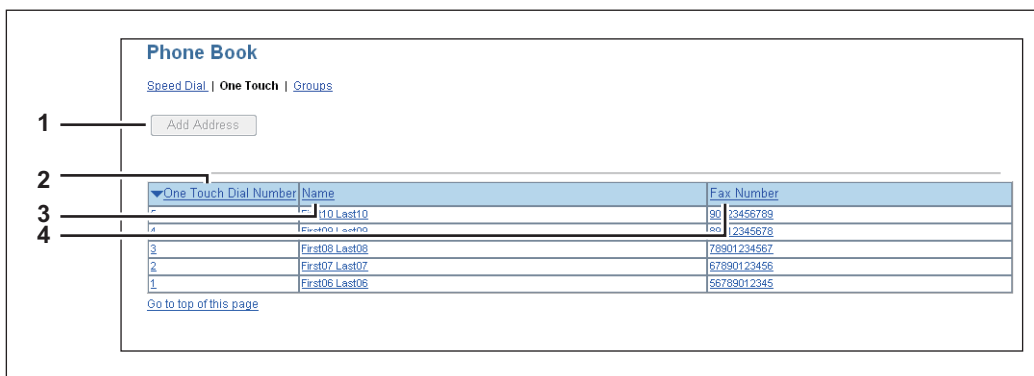 Phone Book
Speed Dial | One Touch | Groups
1
Add Address
2
▼One Touch Dial Number Name Fax Number
3
First10 Last10
4
First08 Last08 78901234567
3
2 First07 Last07 67890123456
1 First06 Last06 56789012345
Go to top of this page